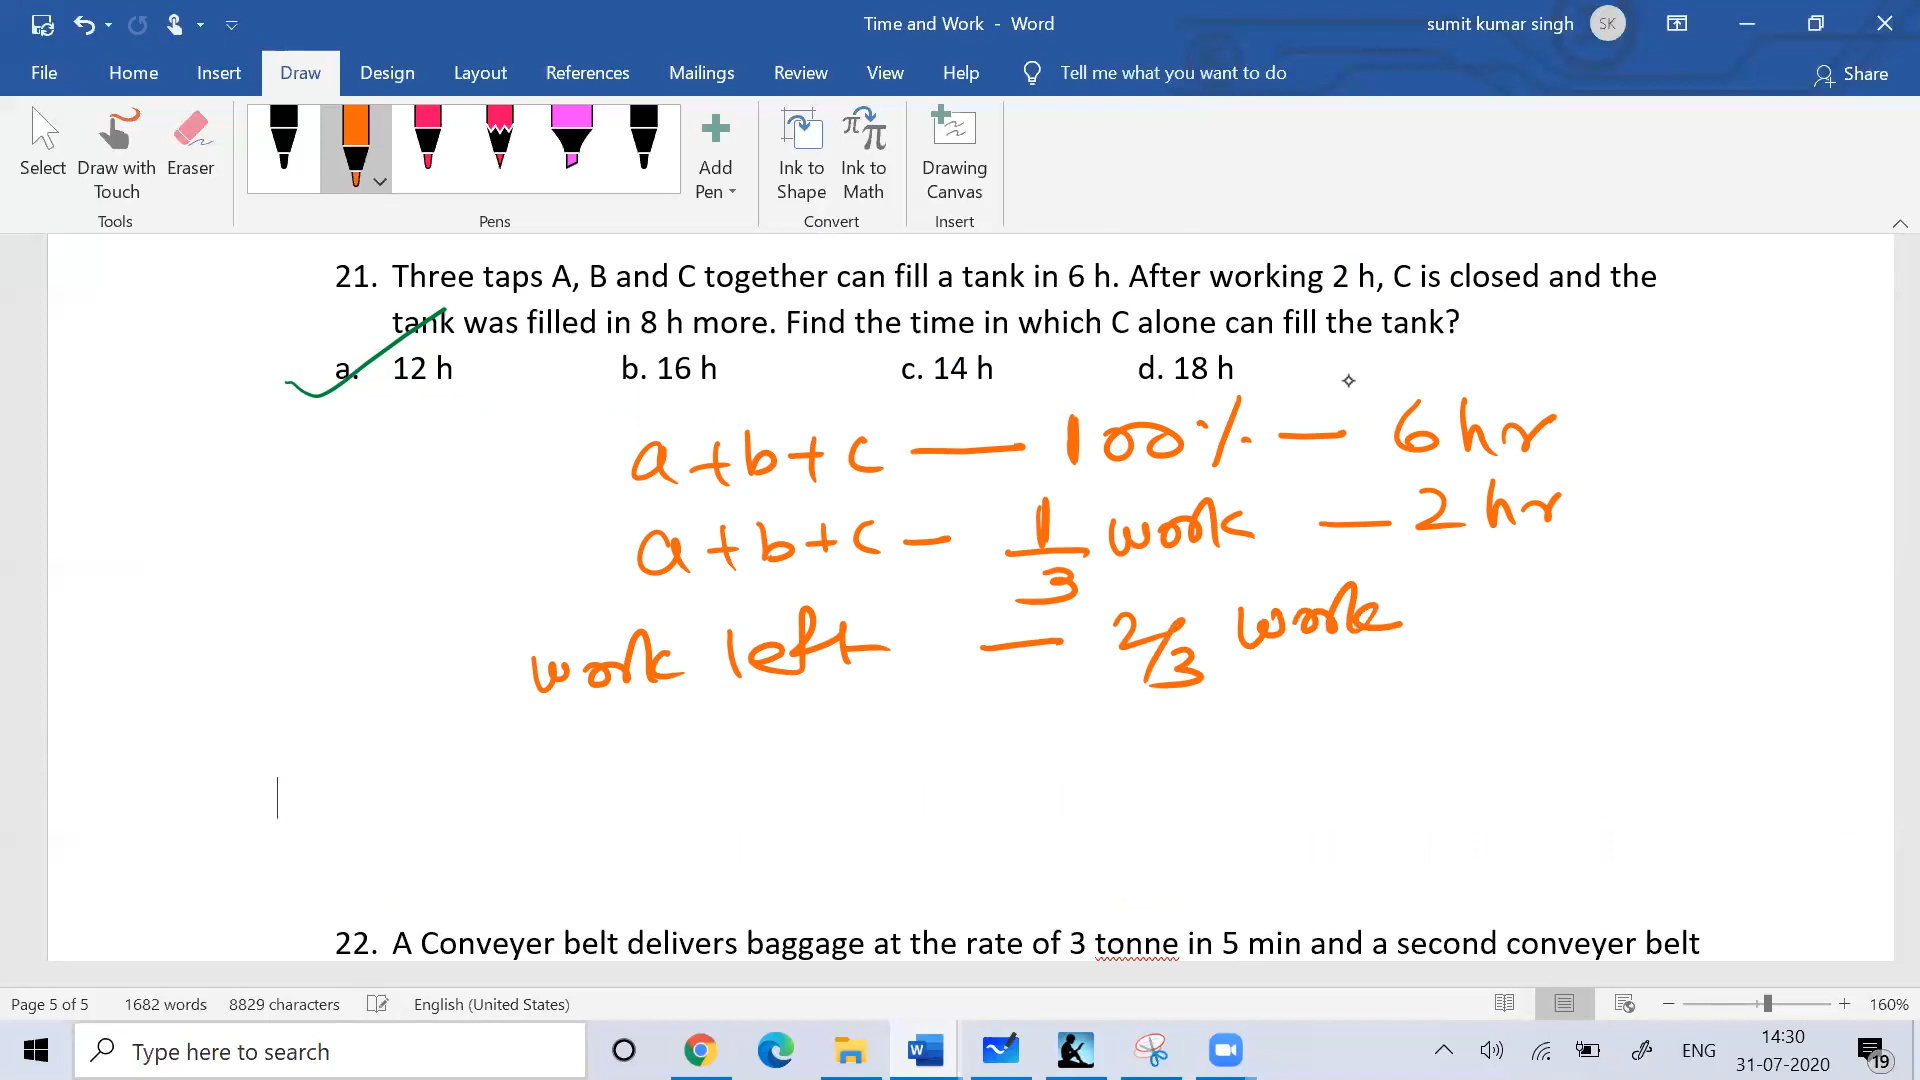 Time and Work - Word
sumit kumar singh SK
File Home Insert Draw Design Layout References Mailings Review View Help Tell me what you want to do Share
Select Draw with Touch Eraser Add Pen Ink to Shape Ink to Math Drawing Canvas
Tools Pens Convert Insert
21. Three taps A, B and C together can fill a tank in 6 h. After working 2 h, C is closed and the
tank was filled in 8 h more. Find the time in which C alone can fill the tank?
a. 12 h b. 16 h c. 14 h d. 18 h
a+b+c — 100% — 6 hr
a+b+c — 1/3 work — 2 hr
work left — 2/3 work
22. A Conveyer belt delivers baggage at the rate of 3 tonne in 5 min and a second conveyer belt
Page 5 of 5 1682 words 8829 characters English (United States) 160%
Type here to search ENG 14:30
31-07-2020 19